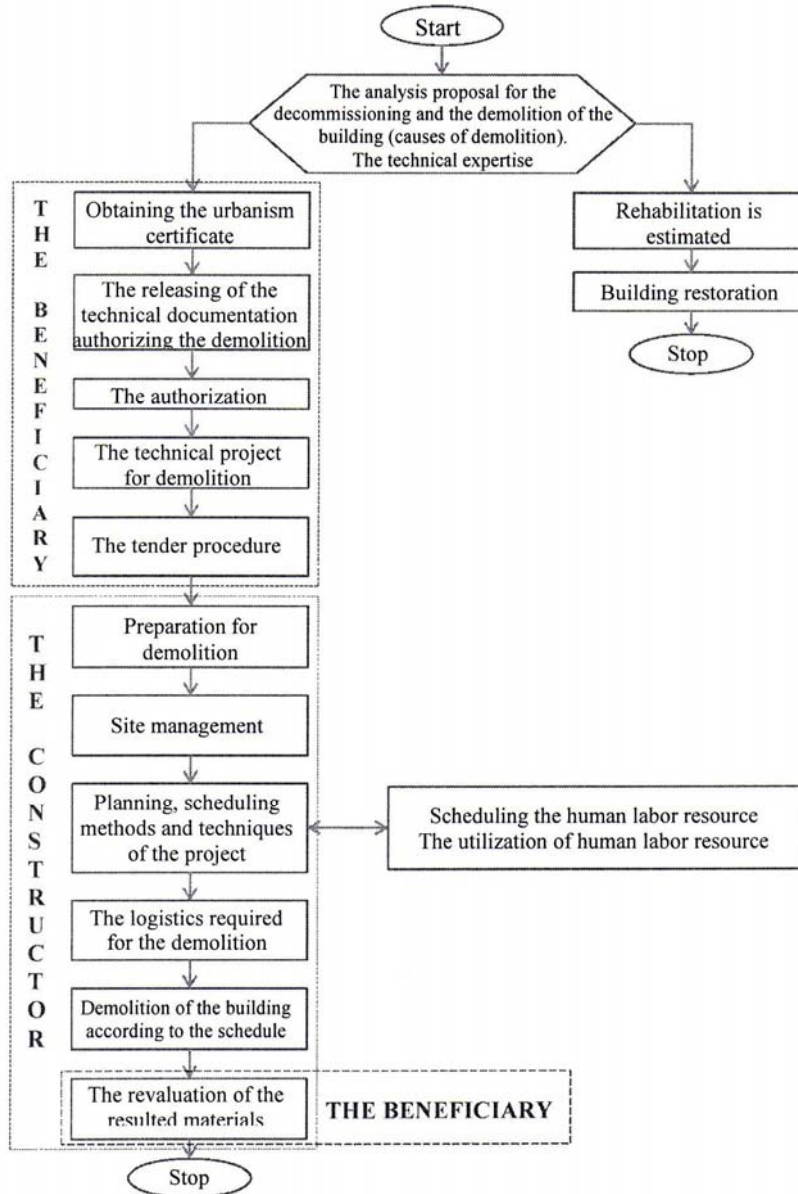 Start
The analysis proposal for the
decommissioning and the demolition of the
building (causes of demolition).
The technical expertise
THE BENEFICIARY
Obtaining the urbanism
certificate
The releasing of the
technical documentation
authorizing the demolition
The authorization
The technical project
for demolition
The tender procedure
Rehabilitation is
estimated
Building restoration
Stop
THE CONSTRUCTOR
Preparation for
demolition
Site management
Planning, scheduling
methods and techniques
of the project
Scheduling the human labor resource
The utilization of human labor resource
The logistics required
for the demolition
Demolition of the building
according to the schedule
The revaluation of the
resulted materials
THE BENEFICIARY
Stop